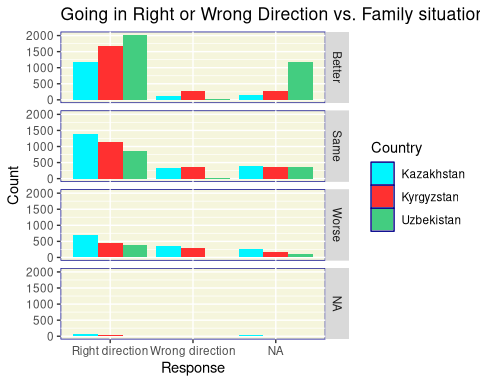 Going in Right or Wrong Direction vs. Family situation
2000
1500
1000
500
0
Better
2000
1500
1000
500
0
Same
2000
1500
1000
500
0
Worse
2000
1500
1000
500
0
NA
Count
Right direction Wrong direction NA
Response
Country
Kazakhstan
Kyrgyzstan
Uzbekistan